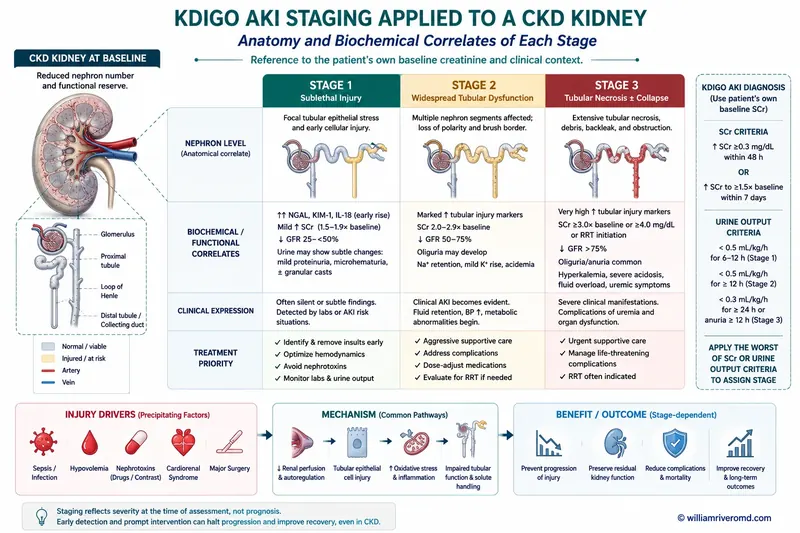 KDIGO AKI STAGING APPLIED TO A CKD KIDNEY
Anatomy and Biochemical Correlates of Each Stage
Reference to the patient's own baseline creatinine and clinical context.
CKD KIDNEY AT BASELINE
Reduced nephron number
and functional reserve.
Glomerulus
Proximal
tubule
Loop of
Henle
Distal tubule /
Collecting duct
Normal / viable
Injured / at risk
Artery
Vein
STAGE 1
Sublethal Injury
STAGE 2
Widespread Tubular Dysfunction
STAGE 3
Tubular Necrosis ± Collapse
NEPHRON LEVEL
(Anatomical correlate)
Focal tubular epithelial stress
and early cellular injury.
Multiple nephron segments affected;
loss of polarity and brush border.
Extensive tubular necrosis,
debris, backleak, and obstruction.
BIOCHEMICAL /
FUNCTIONAL
CORRELATES
↑↑ NGAL, KIM-1, IL-18 (early rise)
Mild ↑ SCr (1.5–1.9× baseline)
↓ GFR 25–<50%
Urine may show subtle changes:
mild proteinuria, microhematuria,
± granular casts
Marked ↑ tubular injury markers
SCr 2.0–2.9× baseline
↓ GFR 50–75%
Oliguria may develop
Na⁺ retention, mild K⁺ rise, acidemia
Very high ↑ tubular injury markers
SCr ≥3.0× baseline or ≥4.0 mg/dL
or RRT initiation
↓ GFR >75%
Oliguria/anuria common
Hyperkalemia, severe acidosis,
fluid overload, uremic symptoms
CLINICAL EXPRESSION
Often silent or subtle findings.
Detected by labs or AKI risk
situations.
Clinical AKI becomes evident.
Fluid retention, BP ↑, metabolic
abnormalities begin.
Severe clinical manifestations.
Complications of uremia and
organ dysfunction.
TREATMENT
PRIORITY
✓ Identify & remove insults early
✓ Optimize hemodynamics
✓ Avoid nephrotoxins
✓ Monitor labs & urine output
✓ Aggressive supportive care
✓ Address complications
✓ Dose-adjust medications
✓ Evaluate for RRT if needed
✓ Urgent supportive care
✓ Manage life-threatening
complications
✓ RRT often indicated
KDIGO AKI DIAGNOSIS
(Use patient's own
baseline SCr)
SCr CRITERIA
↑ SCr ≥0.3 mg/dL
within 48 h
OR
↑ SCr to ≥1.5× baseline
within 7 days
URINE OUTPUT
CRITERIA
< 0.5 mL/kg/h
for 6–12 h (Stage 1)
< 0.5 mL/kg/h
for ≥ 12 h (Stage 2)
< 0.3 mL/kg/h
for ≥ 24 h or
anuria ≥ 12 h (Stage 3)
APPLY THE WORST
OF SCr OR URINE
OUTPUT CRITERIA
TO ASSIGN STAGE
INJURY DRIVERS (Precipitating Factors)
Sepsis /
Infection
Hypovolemia
Nephrotoxins
(Drugs / Contrast)
Cardiorenal
Syndrome
Major Surgery
MECHANISM (Common Pathways)
↓ Renal perfusion
& autoregulation
Tubular epithelial
cell injury
↑ Oxidative stress
& inflammation
Impaired tubular
function & solute
handling
BENEFIT / OUTCOME (Stage-dependent)
Prevent progression
of injury
Preserve residual
kidney function
Reduce complications
& mortality
Improve recovery
& long-term
outcomes
Staging reflects severity at the time of assessment, not prognosis.
Early detection and prompt intervention can halt progression and improve recovery, even in CKD.
© williamriveromd.com